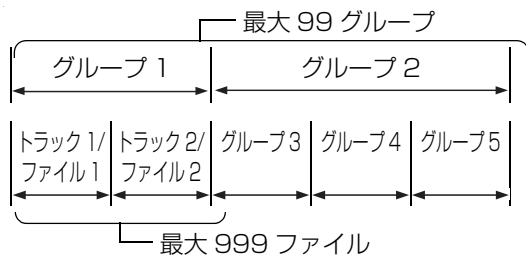 最大 99 グループ
グループ 1
グループ 2
トラック 1/
ファイル 1
トラック 2/
ファイル 2
グループ 3
グループ 4
グループ 5
最大 999 ファイル